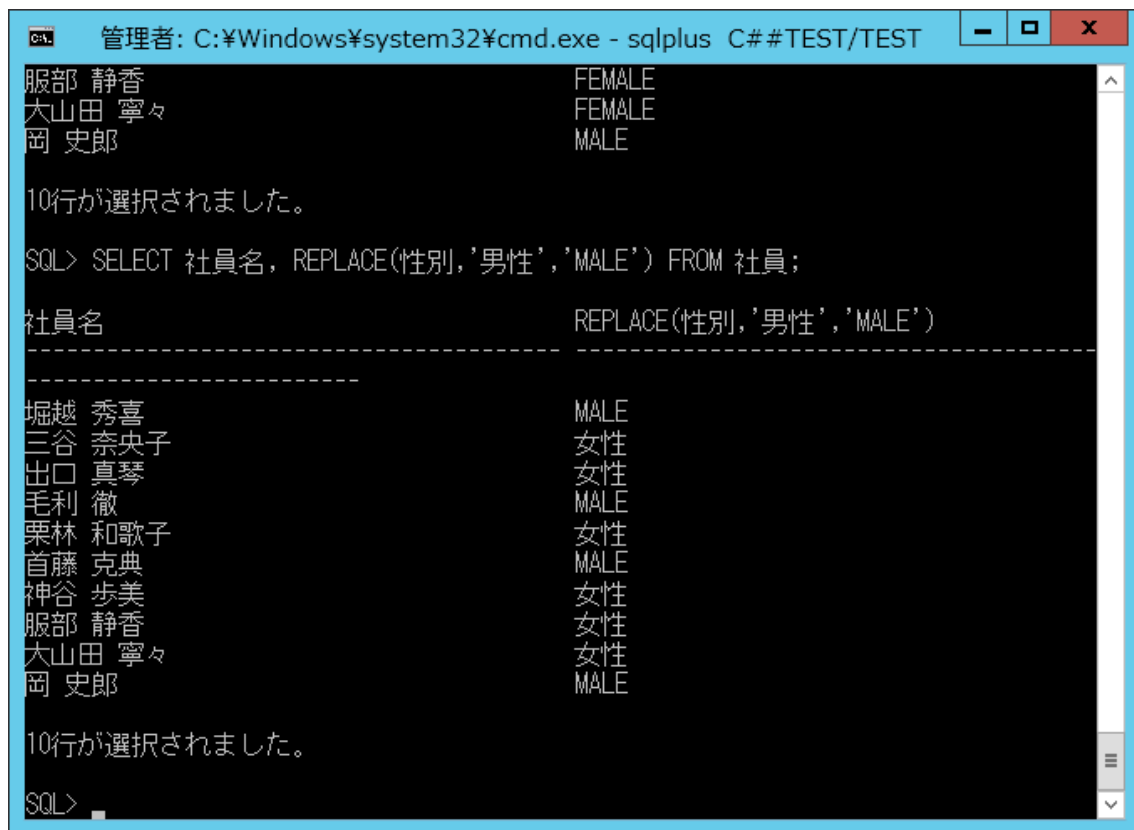 管理者: C:¥Windows¥system32¥cmd.exe - sqlplus C##TEST/TEST
服部 静香 FEMALE
大山田 寧々 FEMALE
岡 史郎 MALE
10行が選択されました。
SQL> SELECT 社員名, REPLACE(性別,'男性','MALE') FROM 社員;
社員名 REPLACE(性別,'男性','MALE')
---------------------------------------- ---------------------------------------
-------------------------
堀越 秀喜 MALE
三谷 奈央子 女性
出口 真琴 女性
毛利 徹 MALE
栗林 和歌子 女性
首藤 克典 MALE
神谷 歩美 女性
服部 静香 女性
大山田 寧々 女性
岡 史郎 MALE
10行が選択されました。
SQL> _